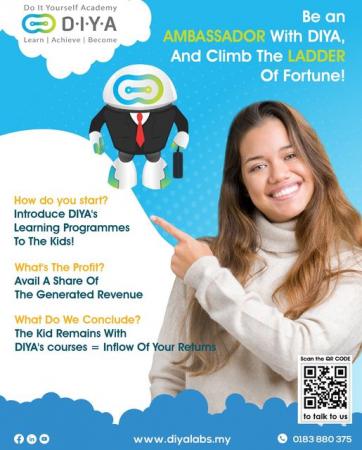 Do It Yourself Academy
D·I·Y·A
Learn | Achieve | Become
Be an
AMBASSADOR With DIYA,
And Climb The LADDER
Of Fortune!
How do you start?
Introduce DIYA's
Learning Programmes
To The Kids!
What's The Profit?
Avail A Share Of
The Generated Revenue
What Do We Conclude?
The Kid Remains With
DIYA's courses = Inflow Of Your Returns
Scan the QR CODE
to talk to us
www.diyalabs.my
0183 880 375